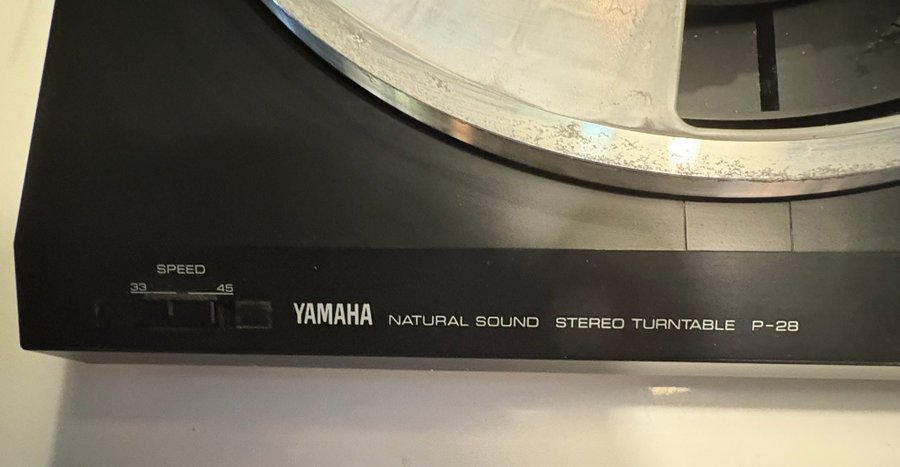 SPEED
33 45
YAMAHA NATURAL SOUND STEREO TURNTABLE P-28